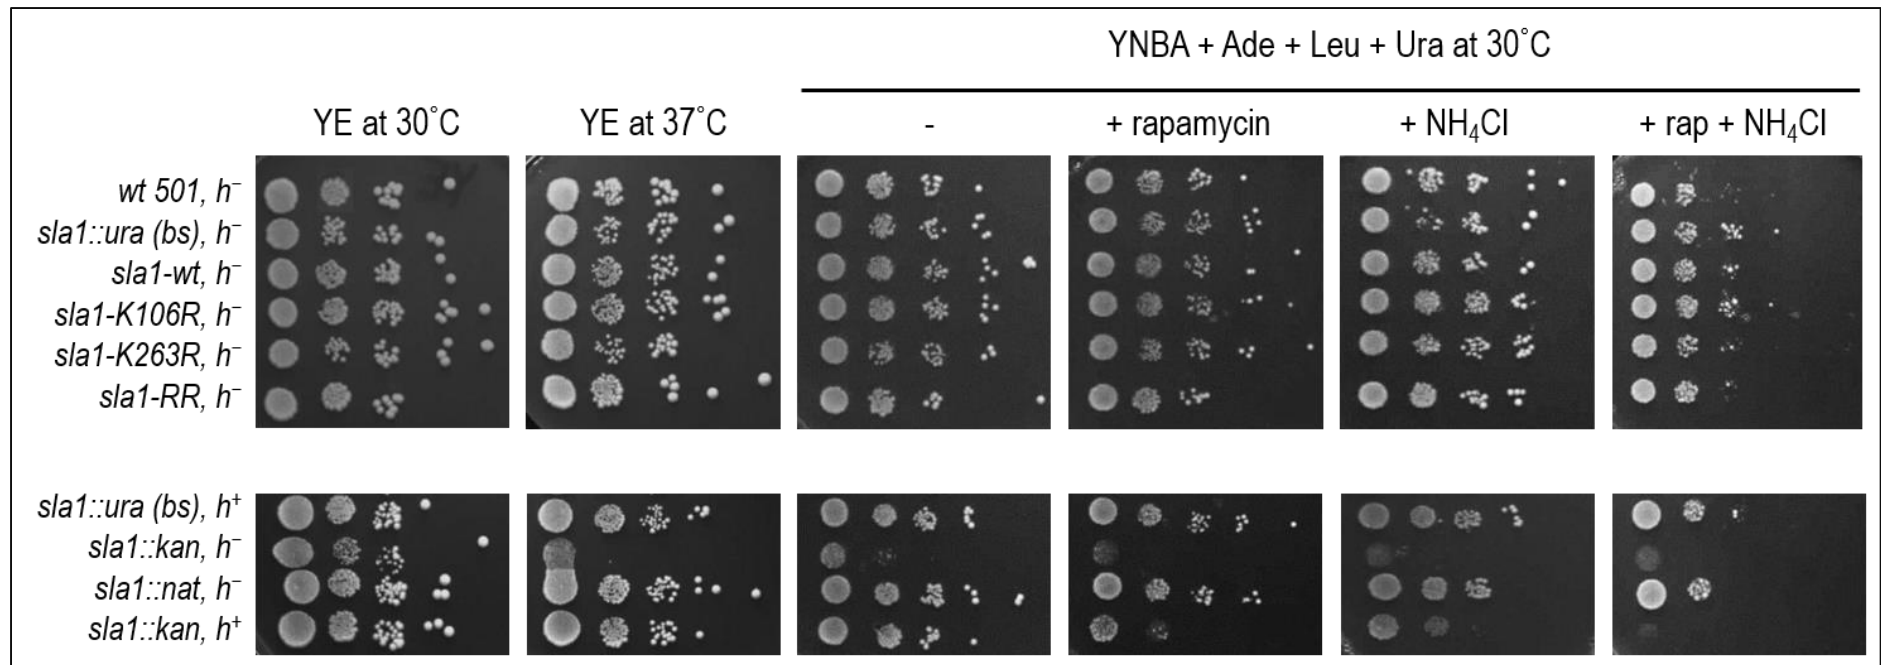 YNBA + Ade + Leu + Ura at 30˚C
YE at 30˚C
YE at 37˚C
-
+ rapamycin
+ NH₄Cl
+ rap + NH₄Cl
wt 501, h⁻
sla1::ura (bs), h⁻
sla1-wt, h⁻
sla1-K106R, h⁻
sla1-K263R, h⁻
sla1-RR, h⁻
sla1::ura (bs), h⁺
sla1::kan, h⁻
sla1::nat, h⁻
sla1::kan, h⁺